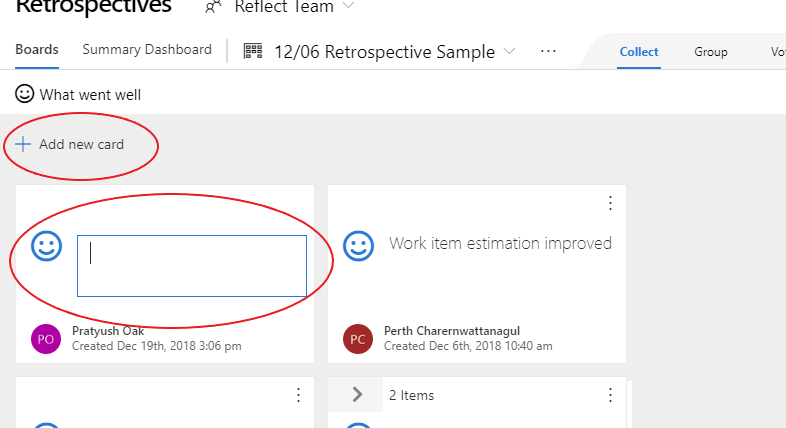 Retrospectives Reflect Team
Boards Summary Dashboard 12/06 Retrospective Sample ... Collect Group
What went well
+ Add new card
Work item estimation improved
PO Pratyush Oak
Created Dec 19th, 2018 3:06 pm
PC Perth Charernwattanagul
Created Dec 6th, 2018 10:40 am
2 Items